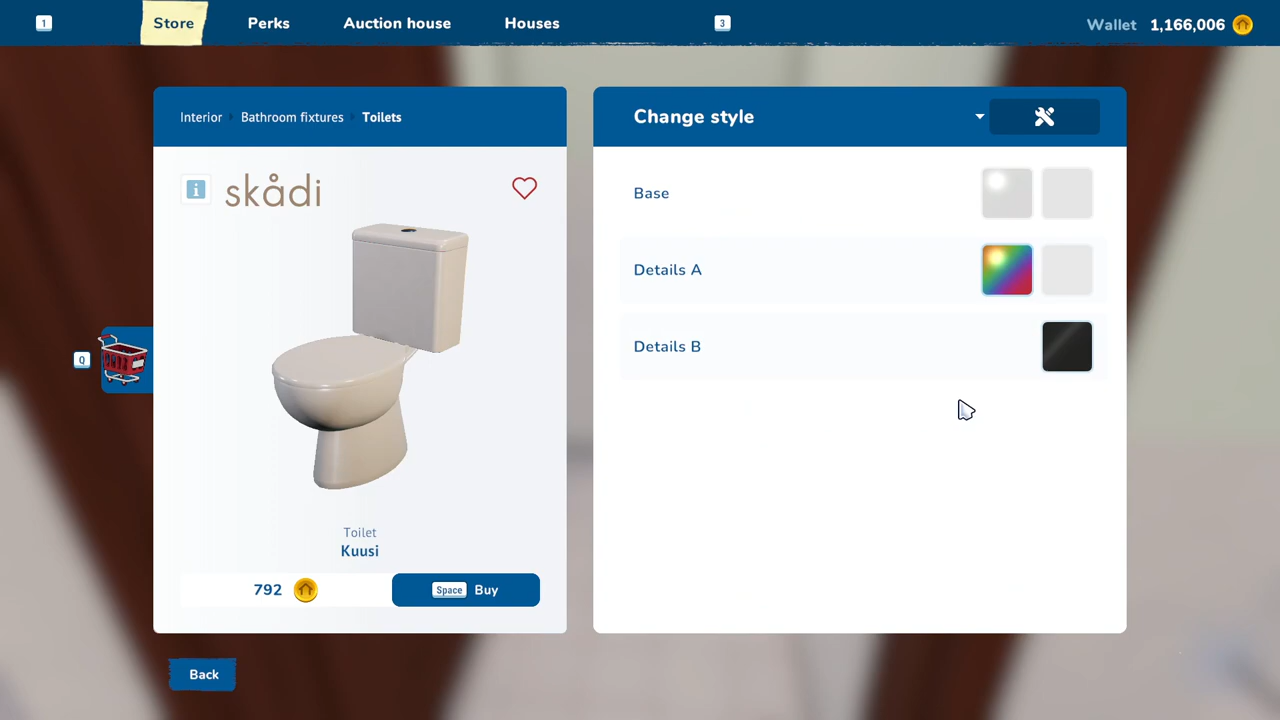 1
Store
Perks
Auction house
Houses
3
Wallet 1,166,006
Interior
Bathroom fixtures
Toilets
Change style
i
skådi
Base
Details A
Details B
Q
Toilet
Kuusi
792
Space Buy
Back